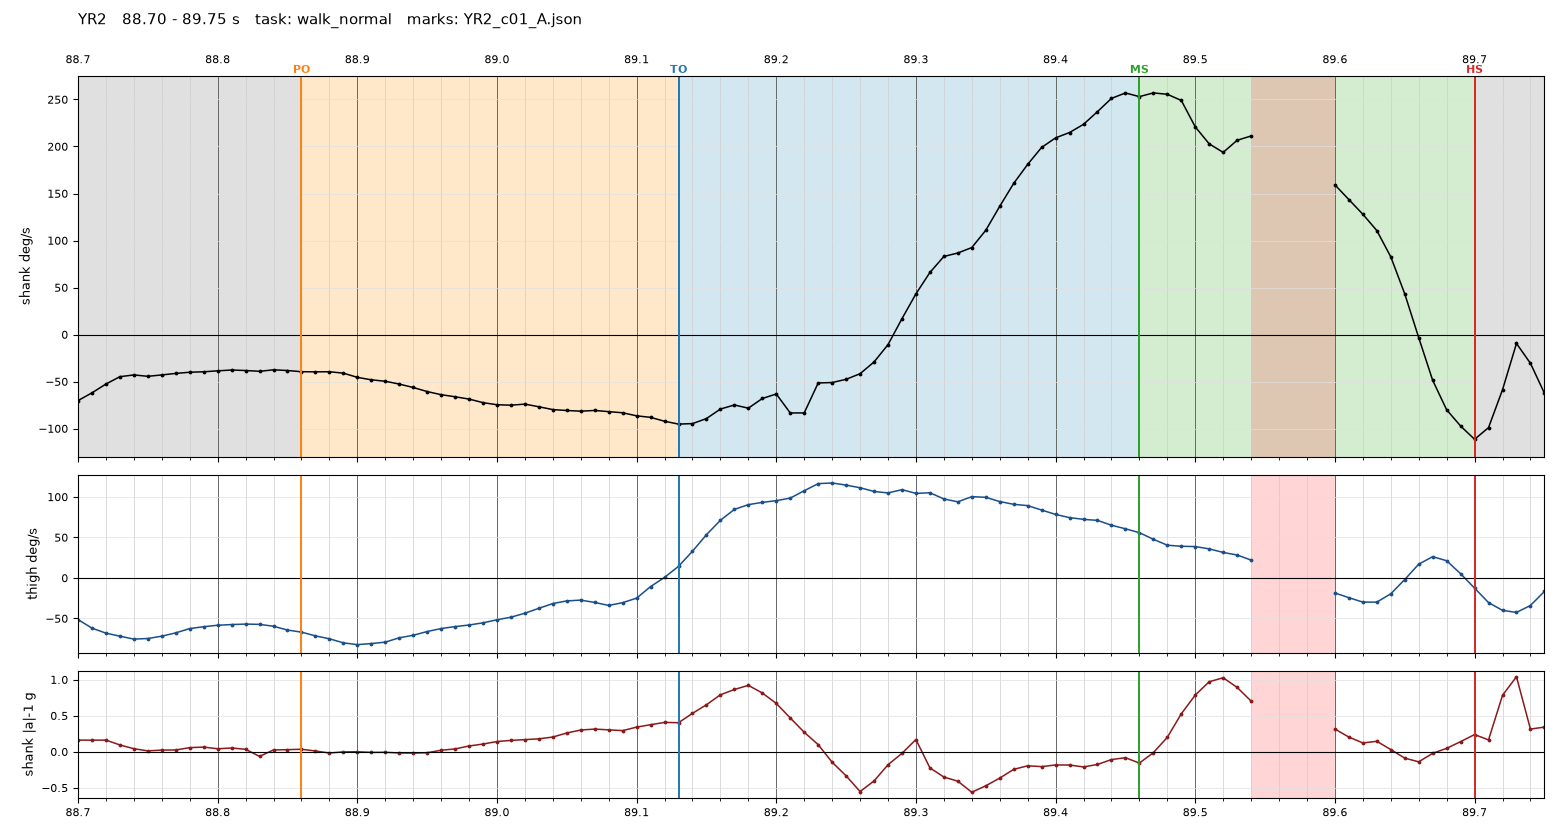 YR2   88.70 - 89.75 s   task: walk_normal   marks: YR2_c01_A.json
88.7 88.8 88.9 89.0 89.1 89.2 89.3 89.4 89.5 89.6 89.7
PO TO MS HS
250
200
150
100
50
0
−50
−100
shank deg/s
100
50
0
−50
thigh deg/s
1.0
0.5
0.0
−0.5
shank |a|-1 g
88.7 88.8 88.9 89.0 89.1 89.2 89.3 89.4 89.5 89.6 89.7